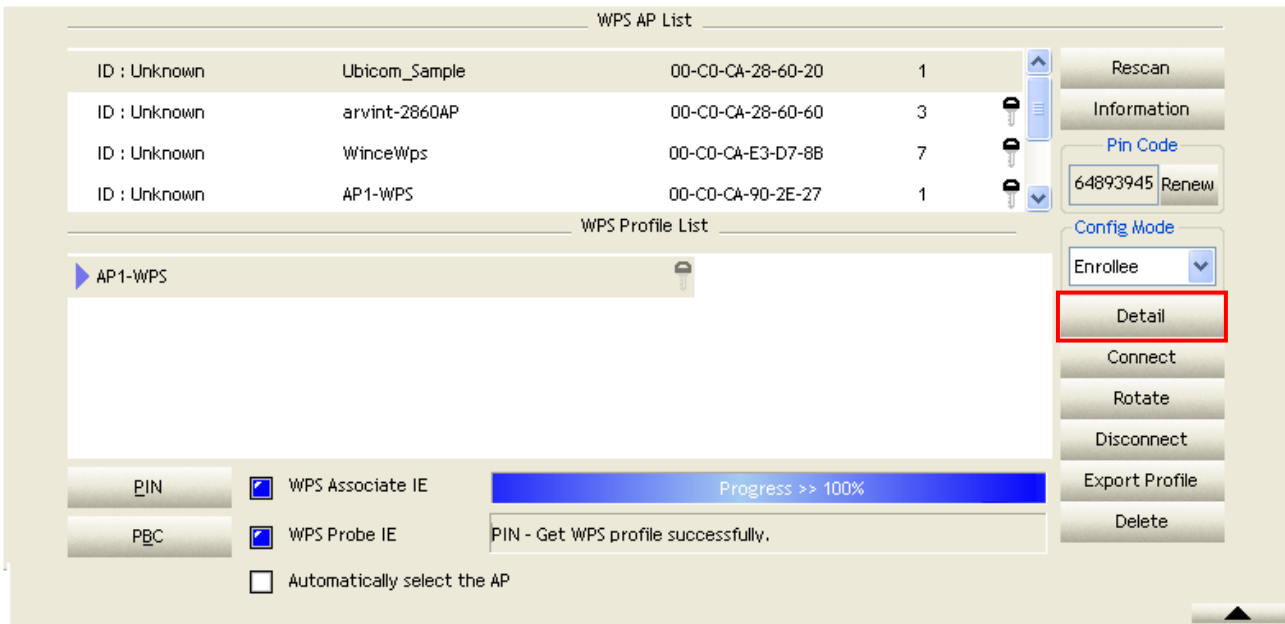 WPS AP List
ID : Unknown Ubicom_Sample 00-C0-CA-28-60-20 1
ID : Unknown arvint-2860AP 00-C0-CA-28-60-60 3
ID : Unknown WinceWps 00-C0-CA-E3-D7-8B 7
ID : Unknown AP1-WPS 00-C0-CA-90-2E-27 1
Rescan
Information
Pin Code
64893945 Renew
Config Mode
Enrollee
WPS Profile List
AP1-WPS
Detail
Connect
Rotate
Disconnect
Export Profile
Delete
PIN WPS Associate IE Progress >> 100%
PBC WPS Probe IE PIN - Get WPS profile successfully.
Automatically select the AP